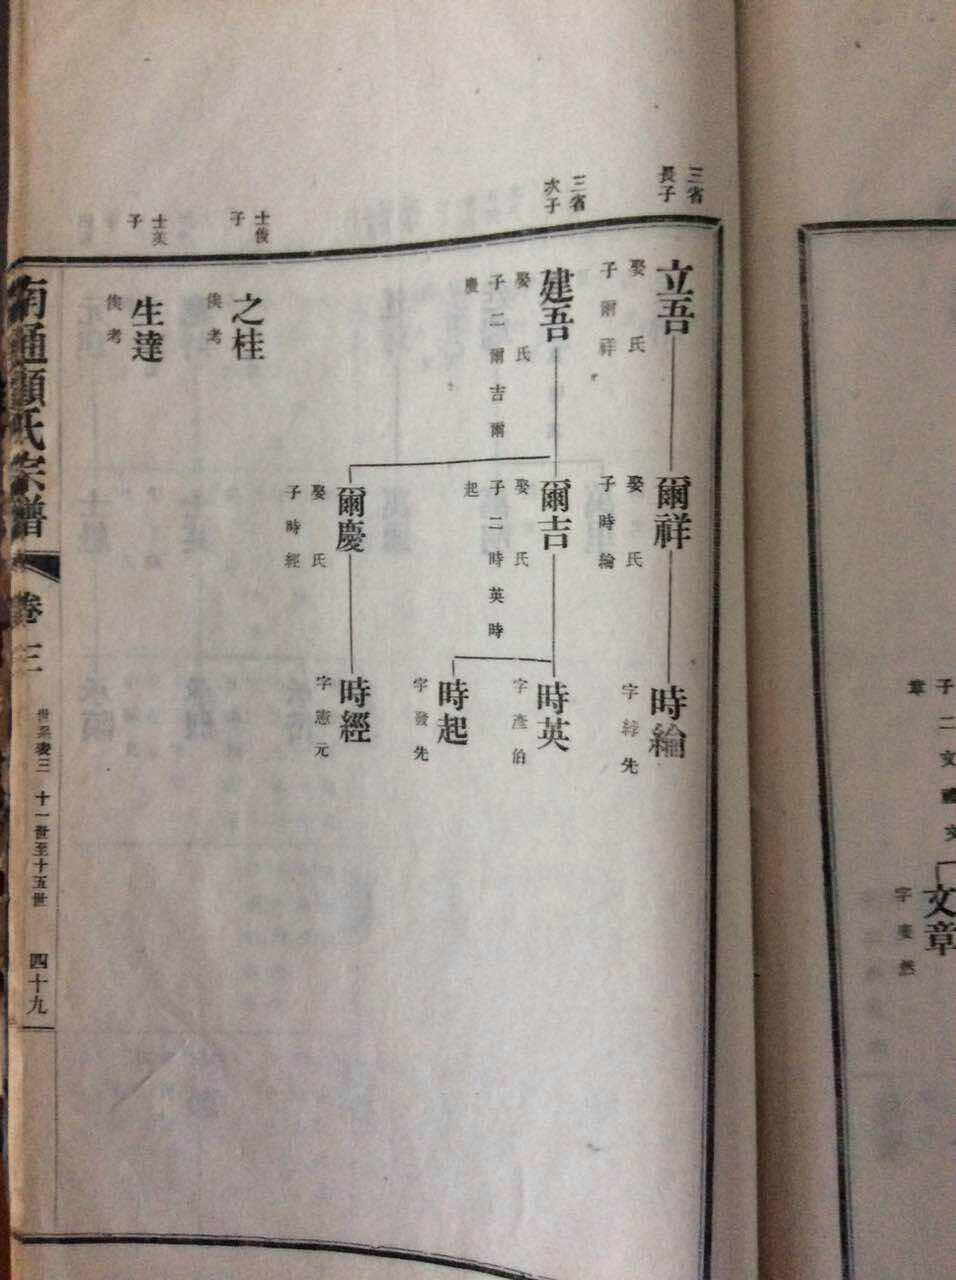 三省
長子
立吾
娶 氏
子爾祥
爾祥
娶 氏
子時綸
時綸
字綍先
三省
次子
建吾
娶 氏
子二爾吉爾
慶
爾吉
娶 氏
子二時英時
起
時英
字彥伯
時起
字發先
爾慶
娶 氏
子時經
時經
字憲元
士俊
子
之桂
俟考
士美
子
生達
俟考
南通顧氏宗譜
卷三
世系表三 十一世至十五世
四十九
子二文 文
章
文章
字 然